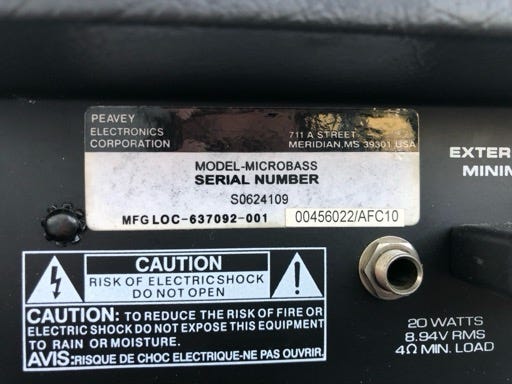 PEAVEY
ELECTRONICS
CORPORATION
711 A STREET
MERIDIAN, MS 39301 USA
MODEL-MICROBASS
SERIAL NUMBER
S0624109
MFG LOC-637092-001 00456022/AFC10
EXTER
MINIM
CAUTION
RISK OF ELECTRIC SHOCK
DO NOT OPEN
CAUTION: TO REDUCE THE RISK OF FIRE OR
ELECTRIC SHOCK DO NOT EXPOSE THIS EQUIPMENT
TO RAIN OR MOISTURE.
AVIS:RISQUE DE CHOC ELECTRIQUE-NE PAS OUVRIR.
20 WATTS
8.94V RMS
4Ω MIN. LOAD